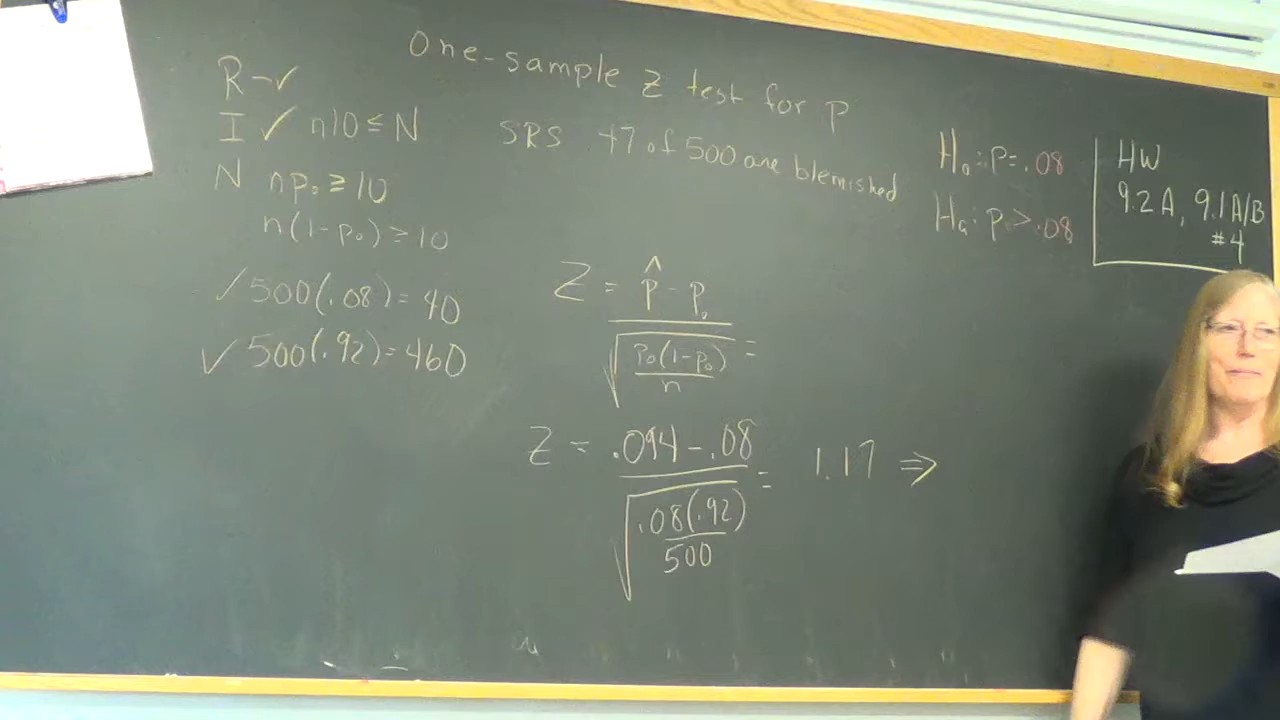 One-sample z test for p
R - ✓
I ✓ n10 ≤ N
N np₀ ≥ 10
n(1-p₀) ≥ 10
✓ 500(.08) = 40
✓ 500(.92) = 460
SRS 47 of 500 are blemished
H₀: p = .08
Hₐ: p > .08
HW
9.2A, 9.1A/B
#4
Z = p̂ - p₀
√ p₀(1-p₀) =
n
Z = .094 - .08
= 1.17 ⇒
√ .08(.92)
500